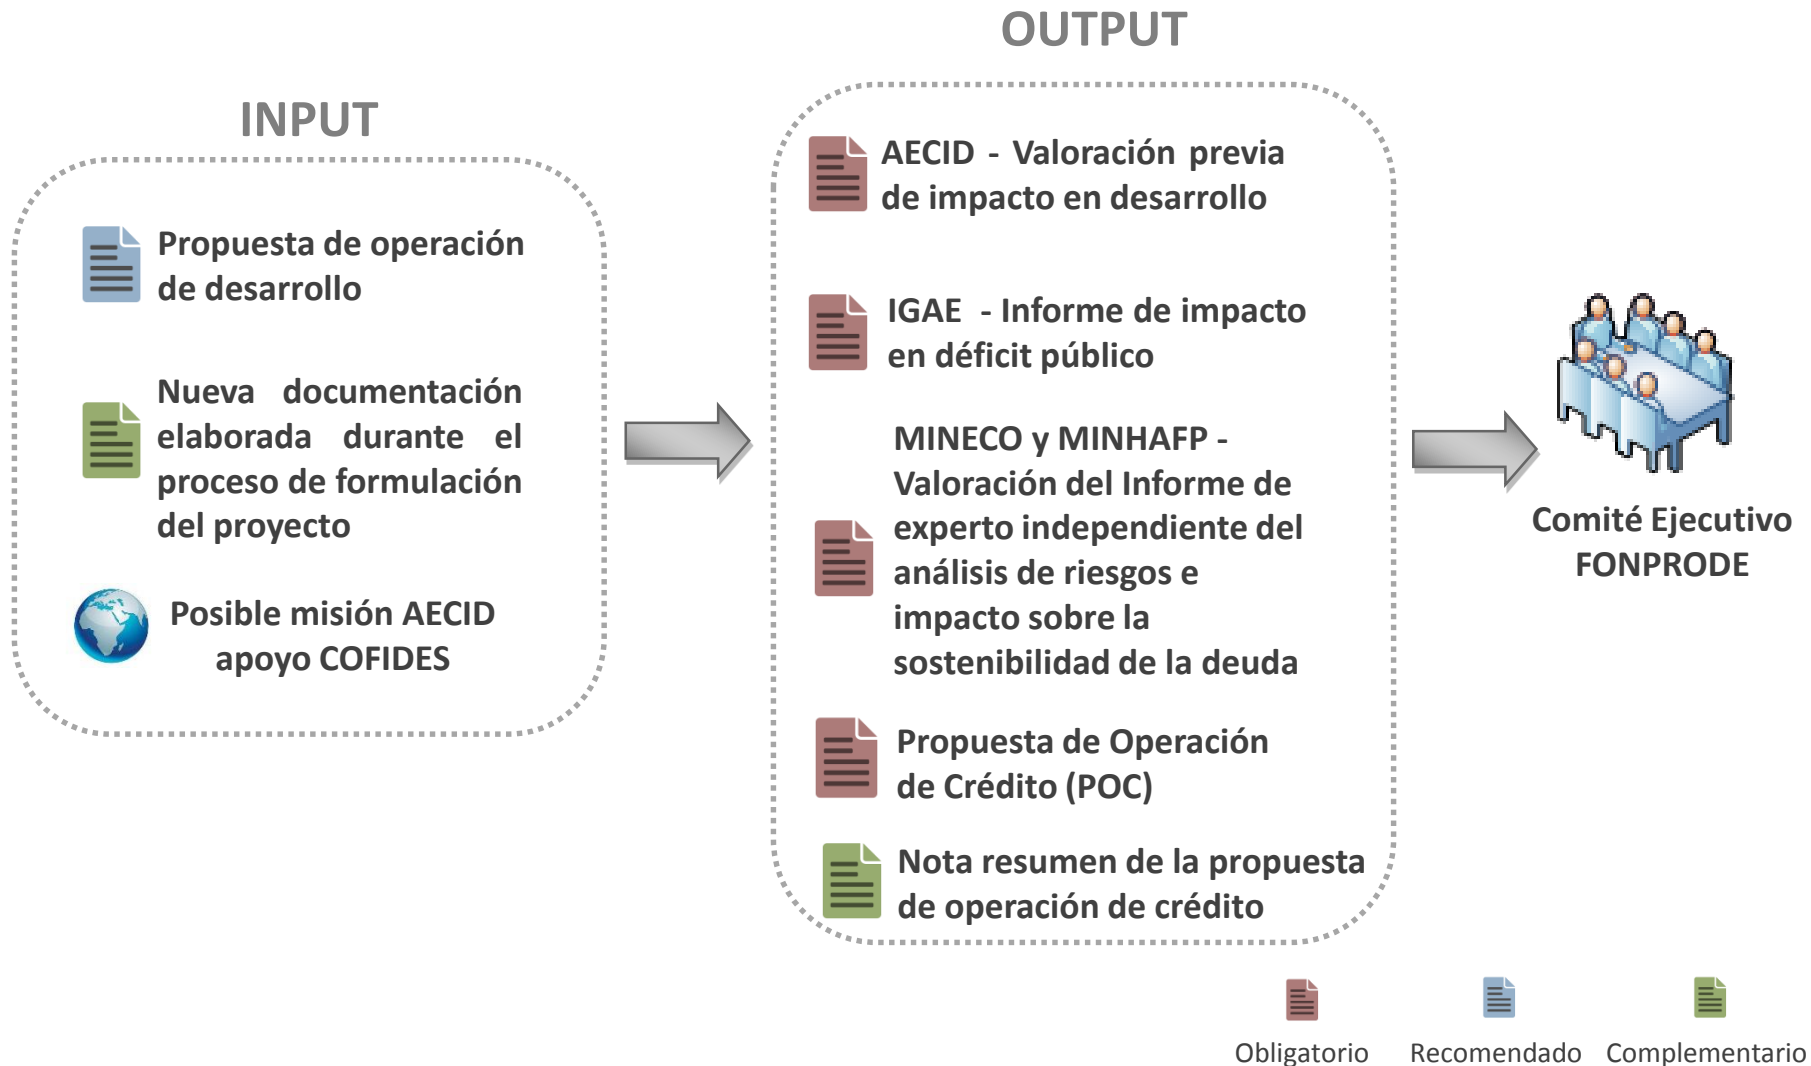 OUTPUT
INPUT
Propuesta de operación
de desarrollo
Nueva documentación
elaborada durante el
proceso de formulación
del proyecto
Posible misión AECID
apoyo COFIDES
AECID - Valoración previa
de impacto en desarrollo
IGAE - Informe de impacto
en déficit público
MINECO y MINHAFP -
Valoración del Informe de
experto independiente del
análisis de riesgos e
impacto sobre la
sostenibilidad de la deuda
Propuesta de Operación
de Crédito (POC)
Nota resumen de la propuesta
de operación de crédito
Comité Ejecutivo
FONPRODE
Obligatorio
Recomendado
Complementario